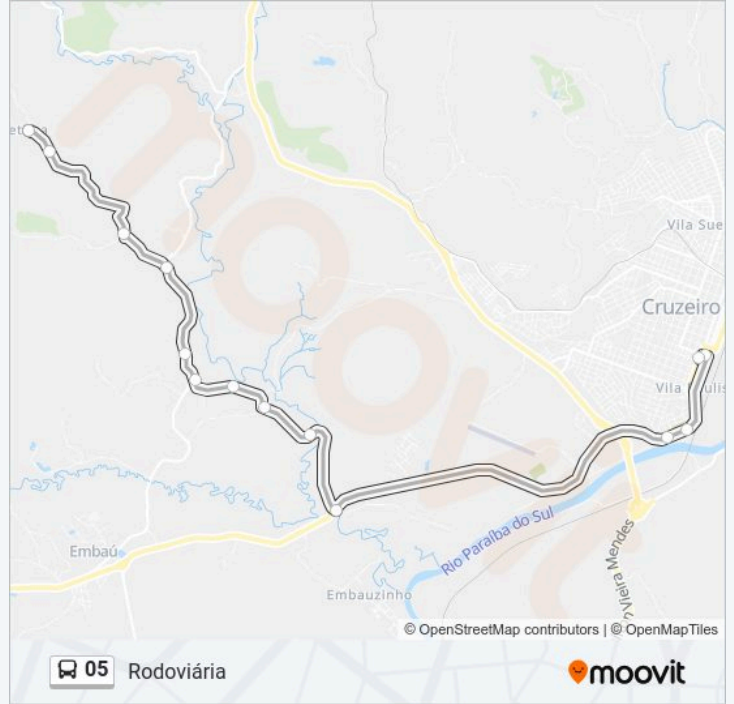 Vila Sue
Cruzeiro
Vila Paulis
Rio Paraíba do Sul
Vieira Mendes
Embaú
Embauzinho
© OpenStreetMap contributors | © OpenMapTiles
05 Rodoviária
moovit